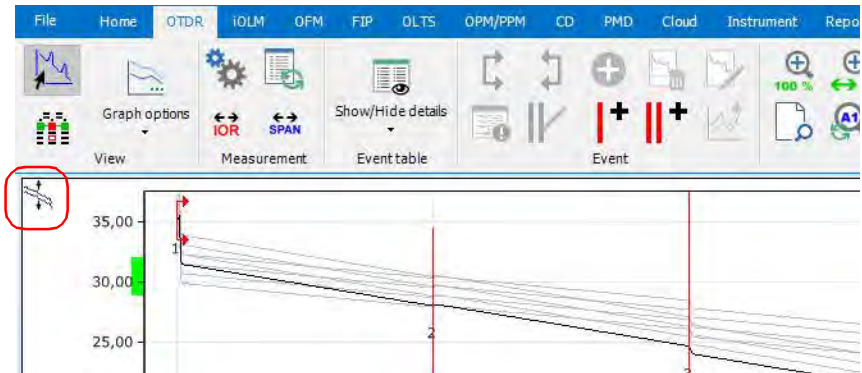 File Home OTDR iOLM OFM FIP OLTS OPM/PPM CD PMD Cloud Instrument Repo
100 %
Graph options
Show/Hide details
IOR SPAN
A1
View Measurement Event table Event
35,00
1
30,00
2
25,00